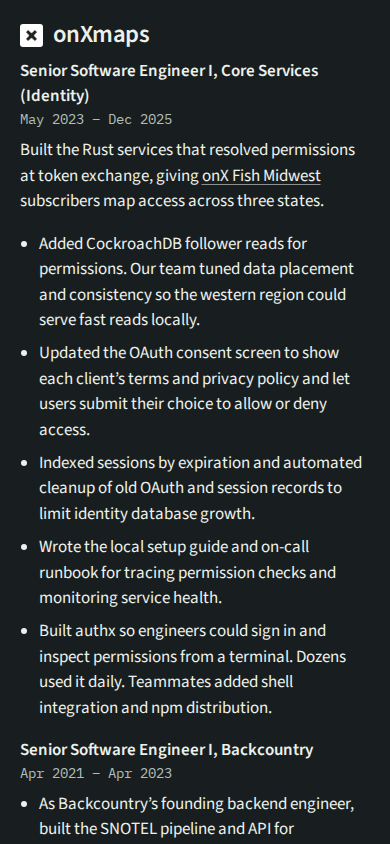 onXmaps
Senior Software Engineer I, Core Services
(Identity)
May 2023 – Dec 2025
Built the Rust services that resolved permissions
at token exchange, giving onX Fish Midwest
subscribers map access across three states.
• Added CockroachDB follower reads for
permissions. Our team tuned data placement
and consistency so the western region could
serve fast reads locally.
• Updated the OAuth consent screen to show
each client’s terms and privacy policy and let
users submit their choice to allow or deny
access.
• Indexed sessions by expiration and automated
cleanup of old OAuth and session records to
limit identity database growth.
• Wrote the local setup guide and on-call
runbook for tracing permission checks and
monitoring service health.
• Built authx so engineers could sign in and
inspect permissions from a terminal. Dozens
used it daily. Teammates added shell
integration and npm distribution.
Senior Software Engineer I, Backcountry
Apr 2021 – Apr 2023
• As Backcountry’s founding backend engineer,
built the SNOTEL pipeline and API for